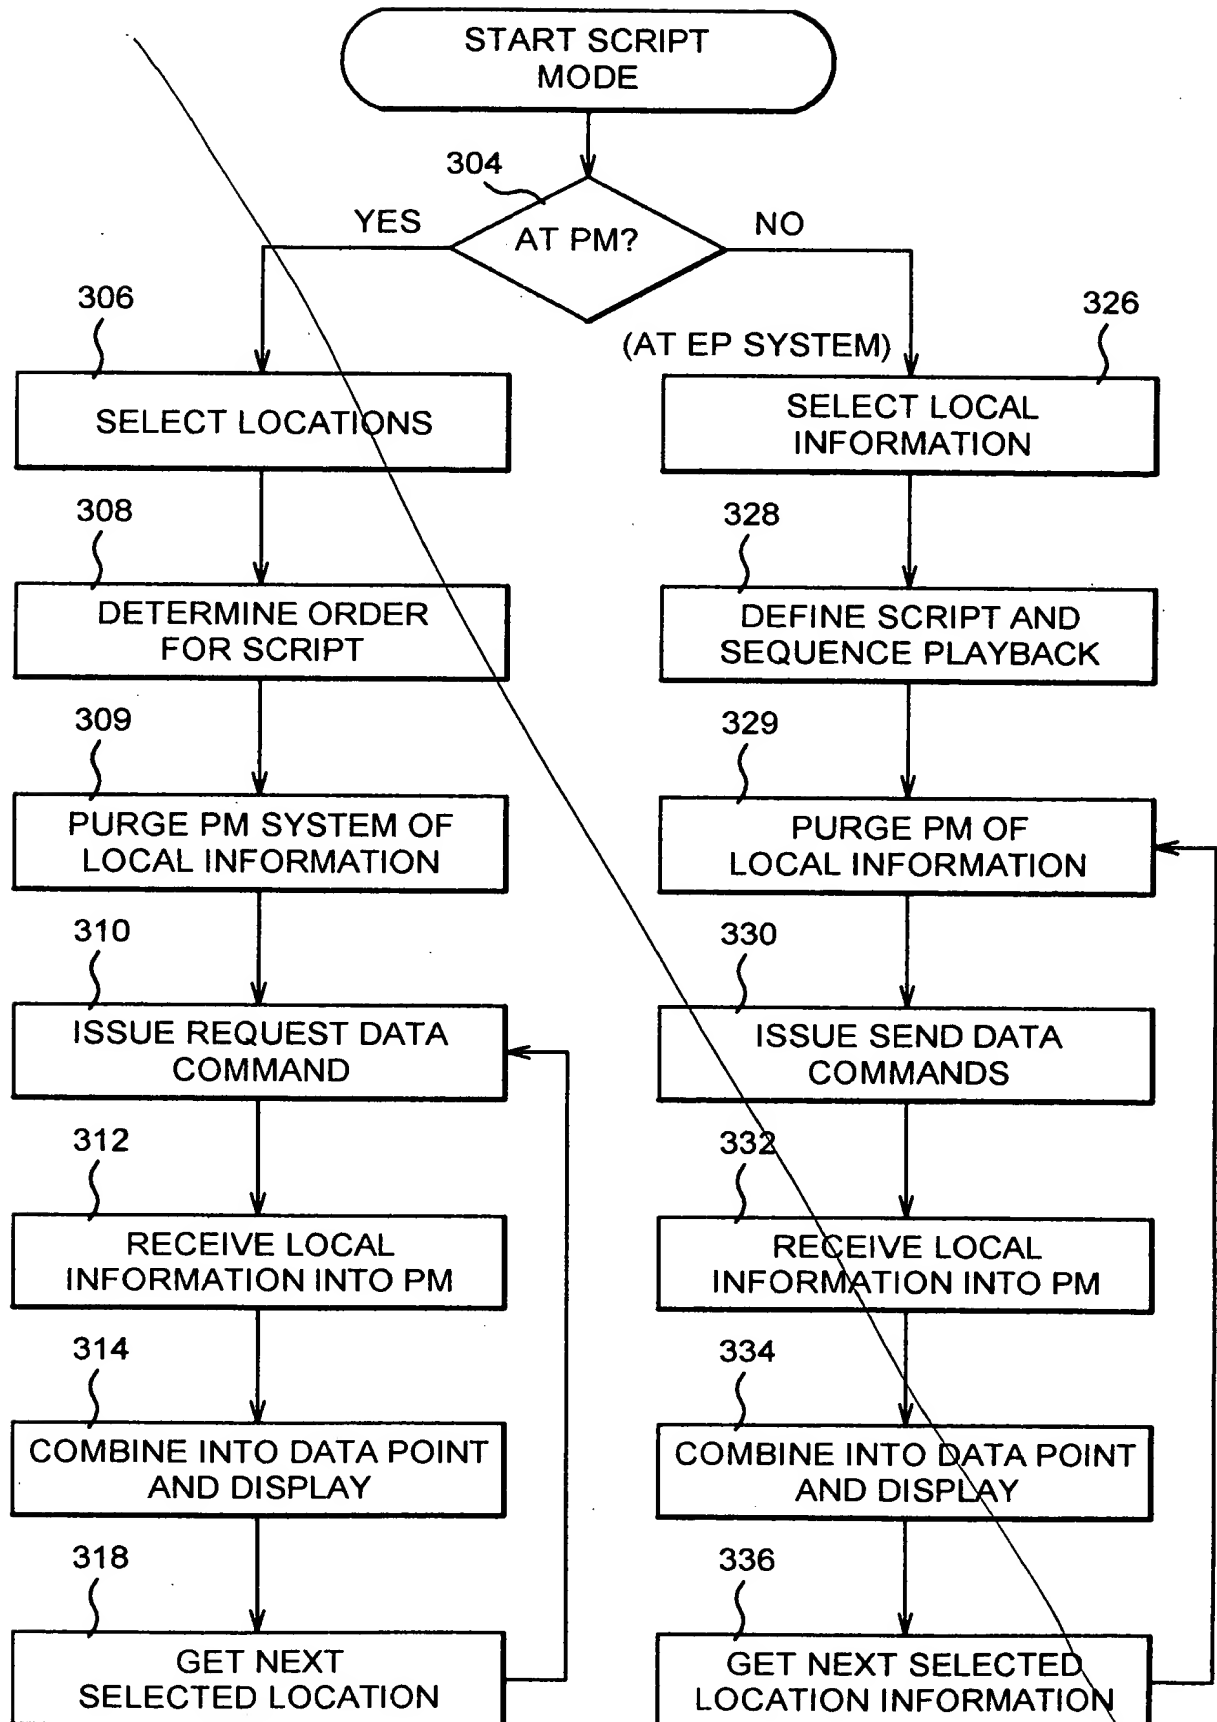 START SCRIPT
MODE
304
AT PM?
YES
NO
(AT EP SYSTEM)
306
SELECT LOCATIONS
308
DETERMINE ORDER
FOR SCRIPT
309
PURGE PM SYSTEM OF
LOCAL INFORMATION
310
ISSUE REQUEST DATA
COMMAND
312
RECEIVE LOCAL
INFORMATION INTO PM
314
COMBINE INTO DATA POINT
AND DISPLAY
318
GET NEXT
SELECTED LOCATION
326
SELECT LOCAL
INFORMATION
328
DEFINE SCRIPT AND
SEQUENCE PLAYBACK
329
PURGE PM OF
LOCAL INFORMATION
330
ISSUE SEND DATA
COMMANDS
332
RECEIVE LOCAL
INFORMATION INTO PM
334
COMBINE INTO DATA POINT
AND DISPLAY
336
GET NEXT SELECTED
LOCATION INFORMATION